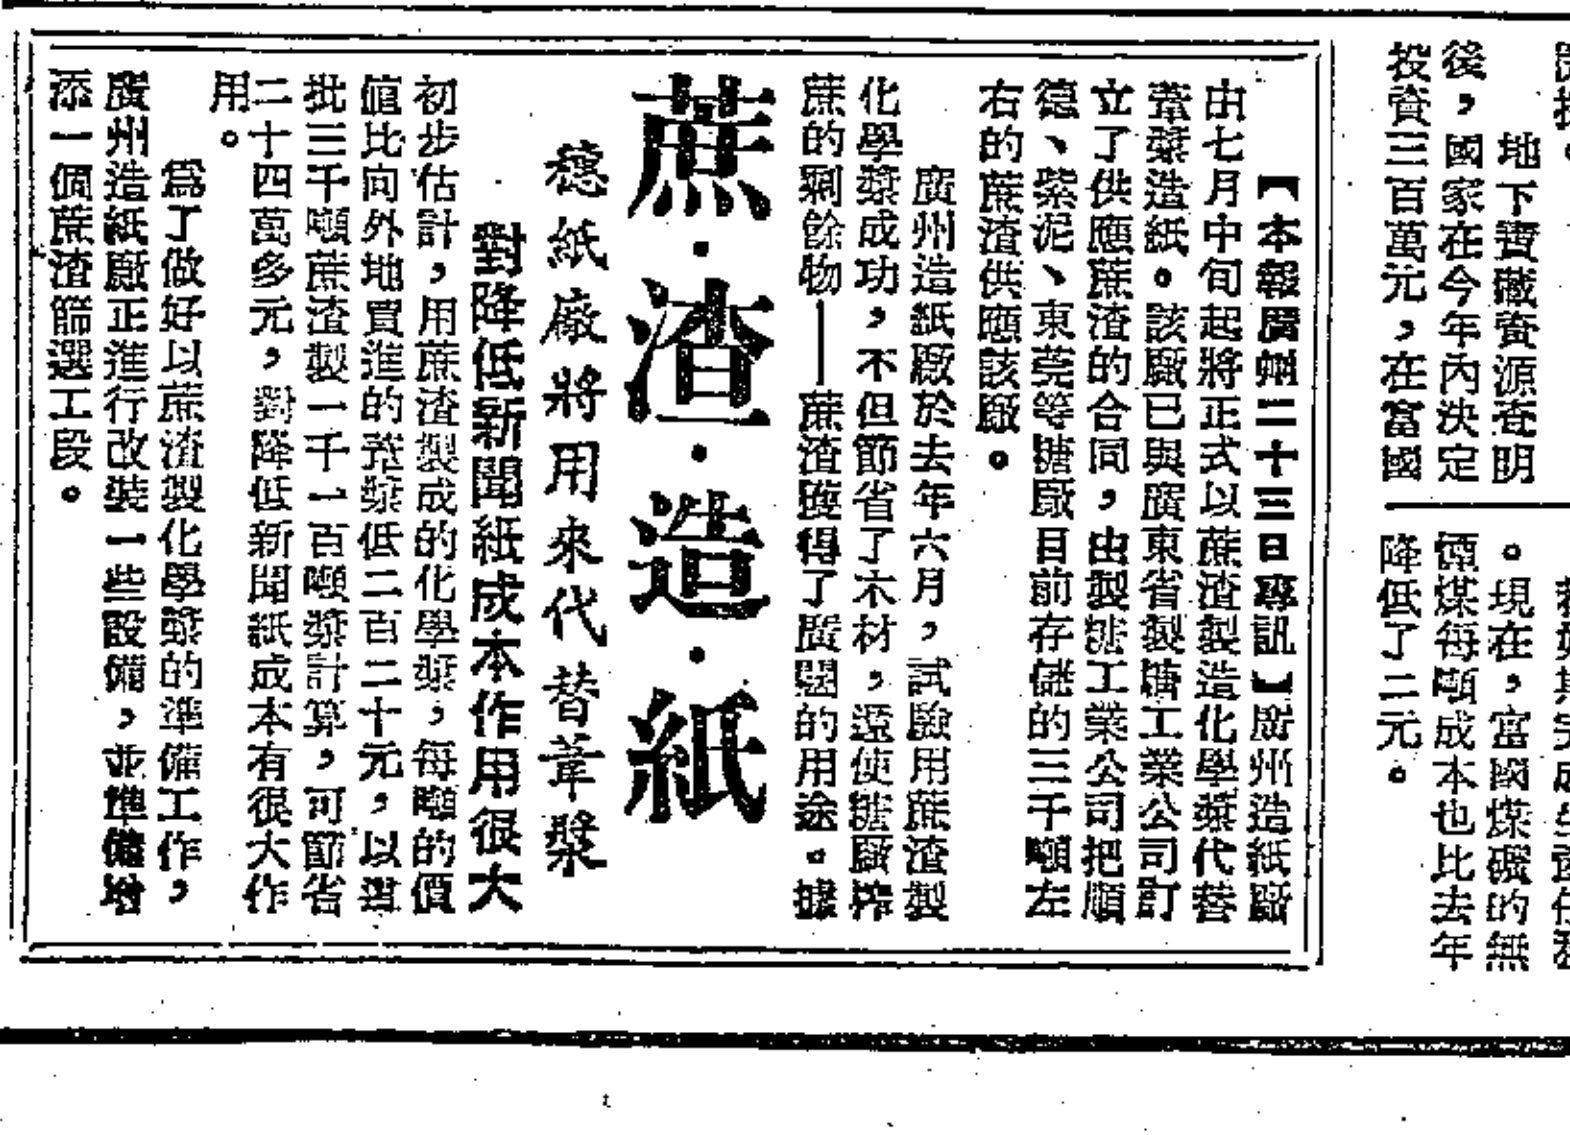 開採。
地下寶藏資源查明
後，國家在今年內決定
投資三百萬元，在富國
。現在，富國煤礦的無
煙煤每噸成本也比去年
降低了二元。
【本報廣州二十三日專訊】廣州造紙廠
由七月中旬起將正式以蔗渣製造化學漿代替
葦漿造紙。該廠已與廣東省製糖工業公司訂
立了供應蔗渣的合同，由製糖工業公司把順
德、紫泥、東莞等糖廠目前存儲的三千噸左
右的蔗渣供應該廠。
廣州造紙廠於去年六月，試驗用蔗渣製
化學漿成功，不但節省了木材，還使糖廠榨
蔗的剩餘物——蔗渣獲得了廣闊的用途。據
蔗·渣·造·紙
穗紙廠將用來代替葦漿
對降低新聞紙成本作用很大
初步估計，用蔗渣製成的化學漿，每噸的價
值比向外地買進的葦漿低二百二十元，以這
批三千噸蔗渣製一千一百噸漿計算，可節省
二十四萬多元，對降低新聞紙成本有很大作
用。
為了做好以蔗渣製化學漿的準備工作，
廣州造紙廠正進行改裝一些設備，並準備增
添一個蔗渣篩選工段。